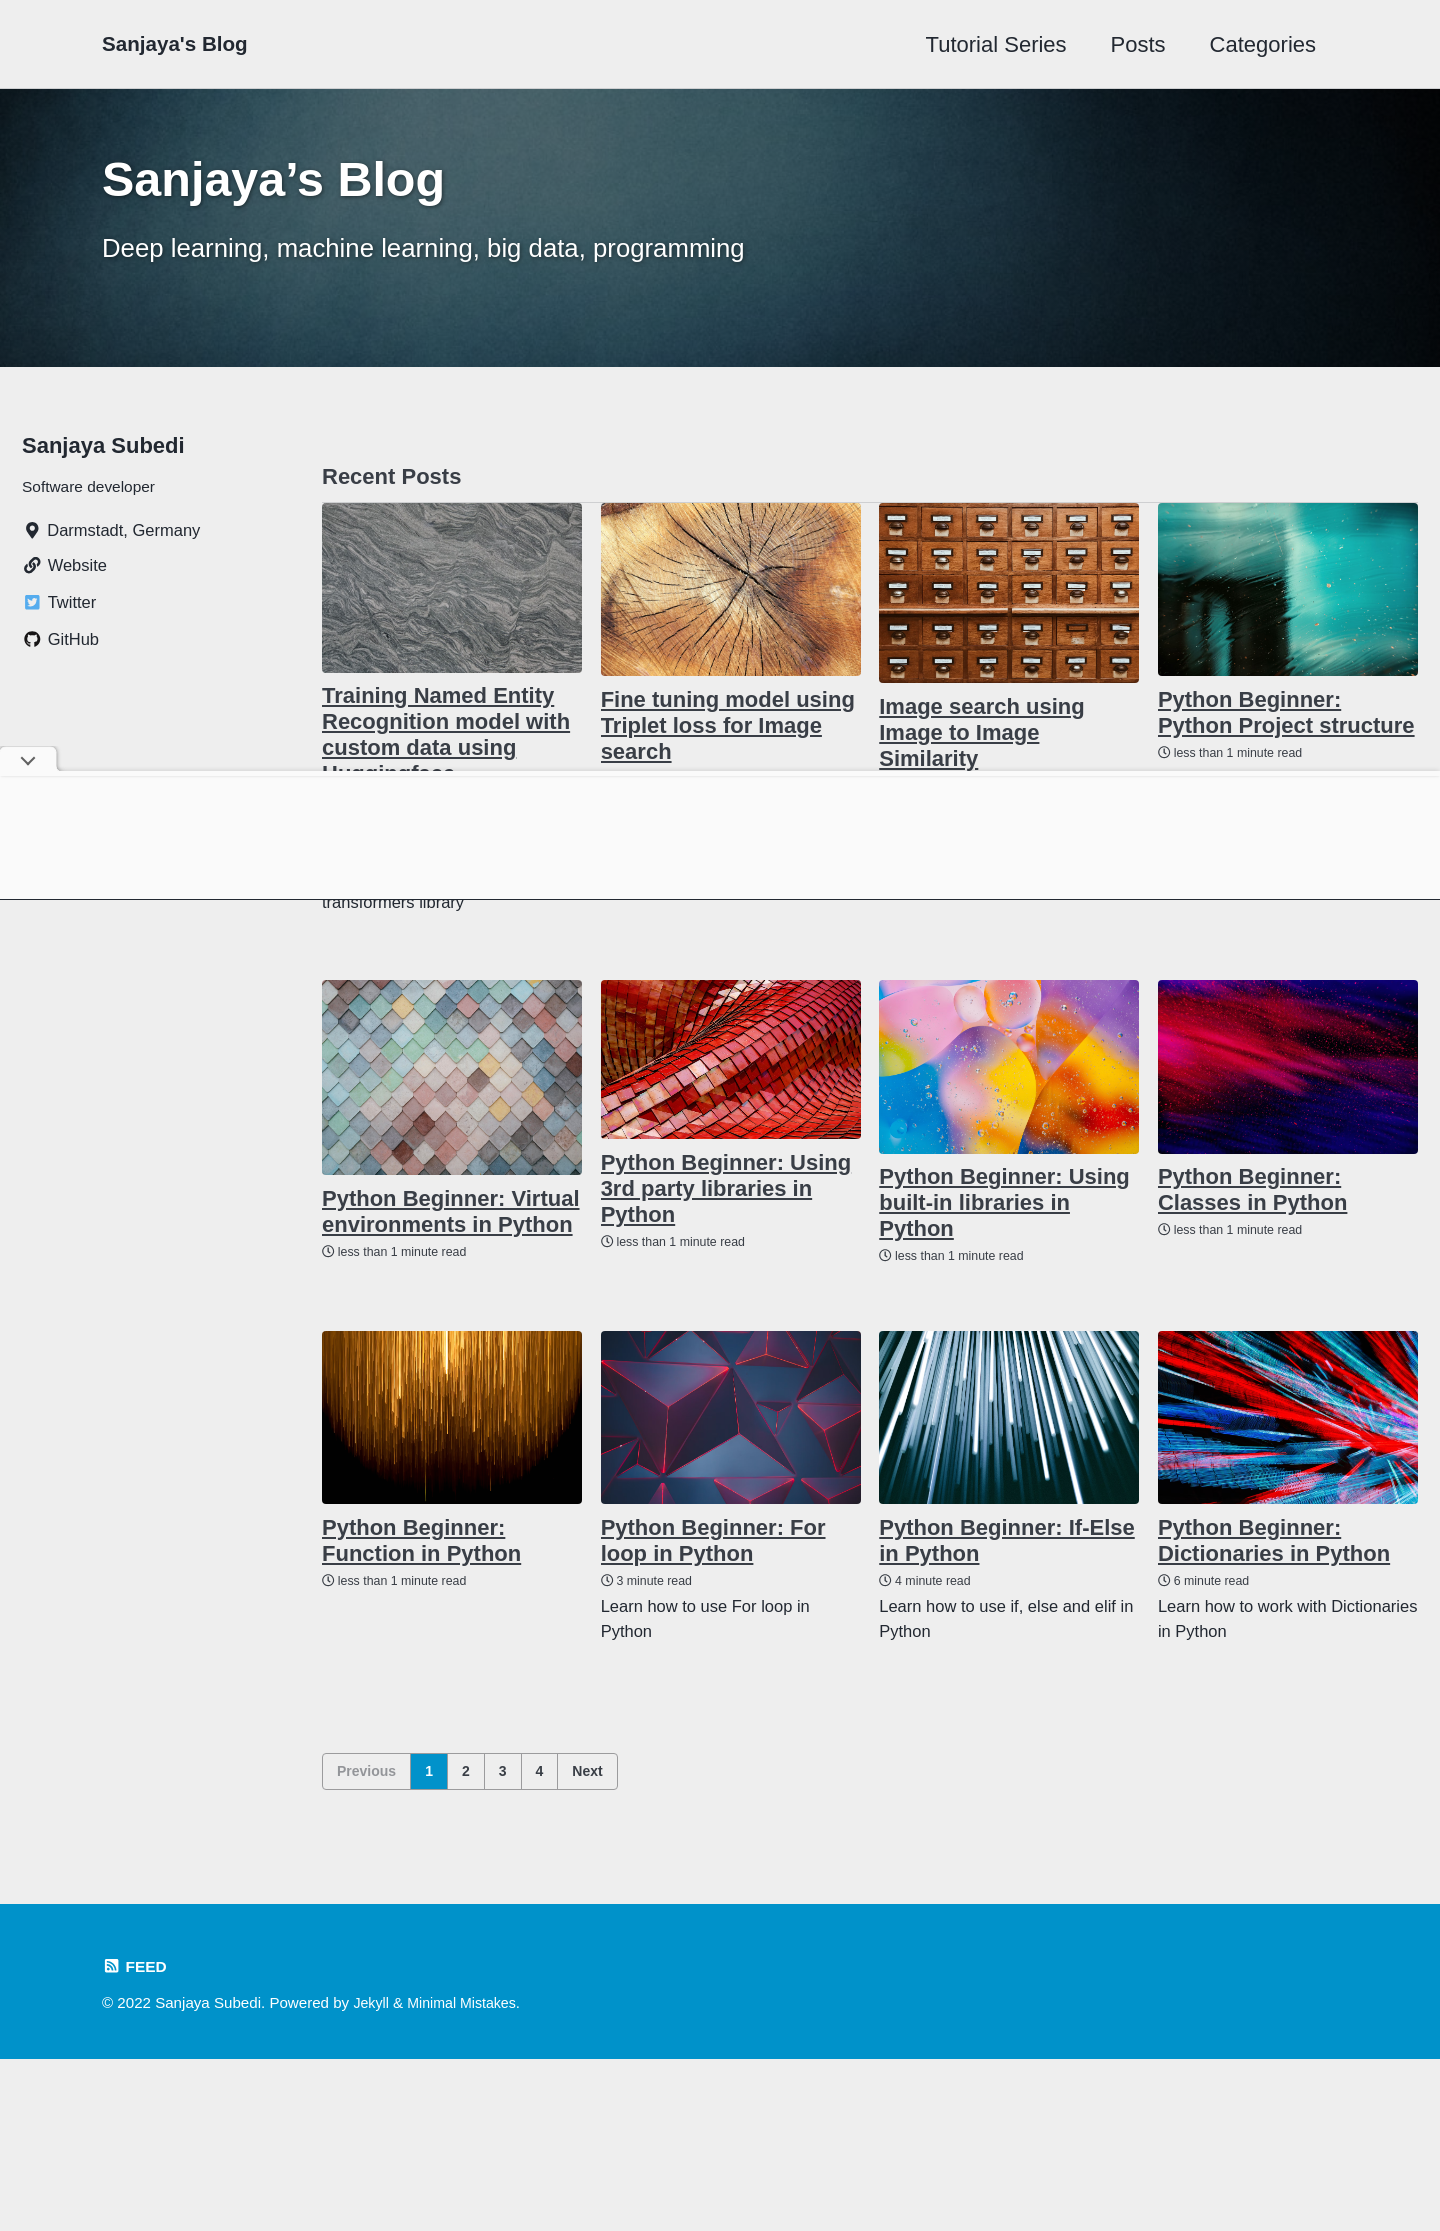 Sanjaya's Blog
Tutorial Series
Posts
Categories
Sanjaya’s Blog
Deep learning, machine learning, big data, programming
Sanjaya Subedi
Software developer
Darmstadt, Germany
Website
Twitter
GitHub
Recent Posts
Training Named Entity
Recognition model with
custom data using
Huggingface
transformers library
Fine tuning model using
Triplet loss for Image
search
Image search using
Image to Image
Similarity
Python Beginner:
Python Project structure
less than 1 minute read
Python Beginner: Virtual
environments in Python
less than 1 minute read
Python Beginner: Using
3rd party libraries in
Python
less than 1 minute read
Python Beginner: Using
built-in libraries in
Python
less than 1 minute read
Python Beginner:
Classes in Python
less than 1 minute read
Python Beginner:
Function in Python
less than 1 minute read
Python Beginner: For
loop in Python
3 minute read
Learn how to use For loop in
Python
Python Beginner: If-Else
in Python
4 minute read
Learn how to use if, else and elif in
Python
Python Beginner:
Dictionaries in Python
6 minute read
Learn how to work with Dictionaries
in Python
Previous 1 2 3 4 Next
FEED
© 2022 Sanjaya Subedi. Powered by Jekyll & Minimal Mistakes.